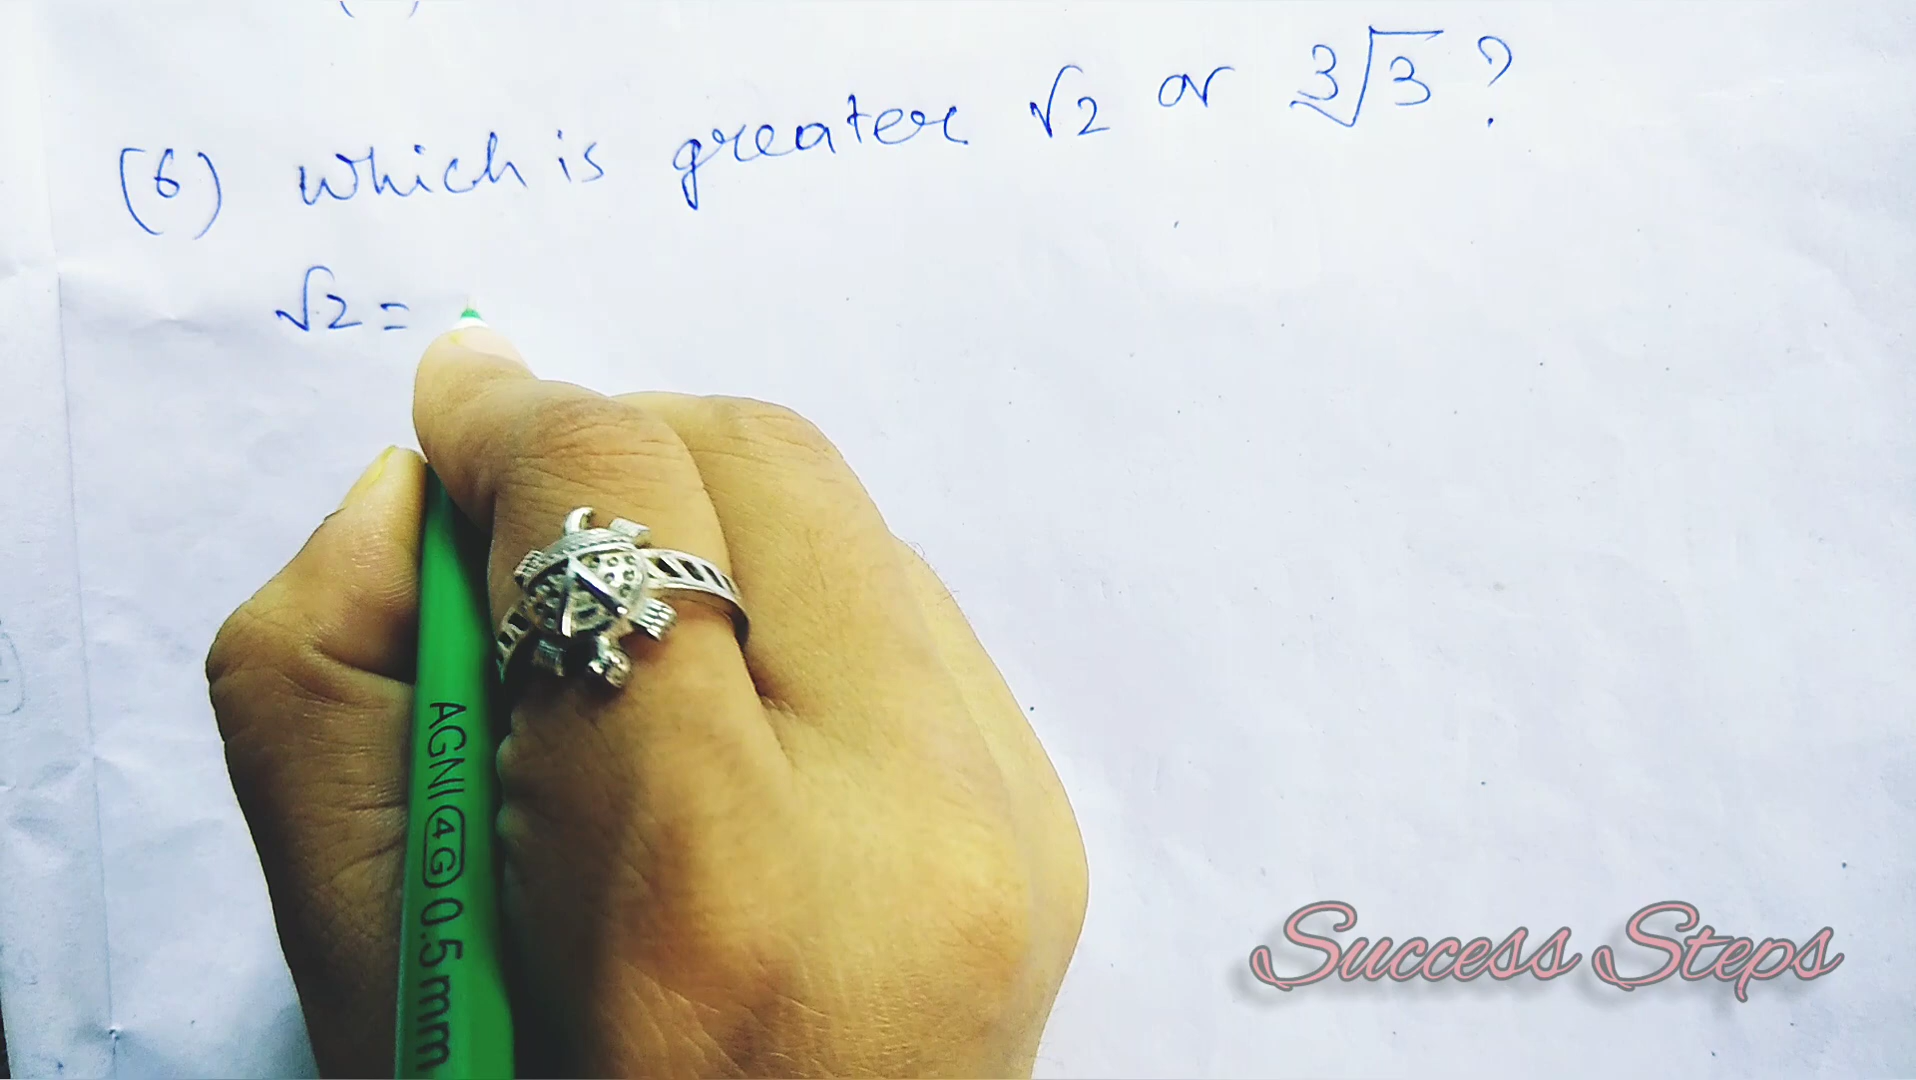 (6) Which is greater √2 or ∛3 ?
√2 =
AGNI 4G 0.5mm
Success Steps